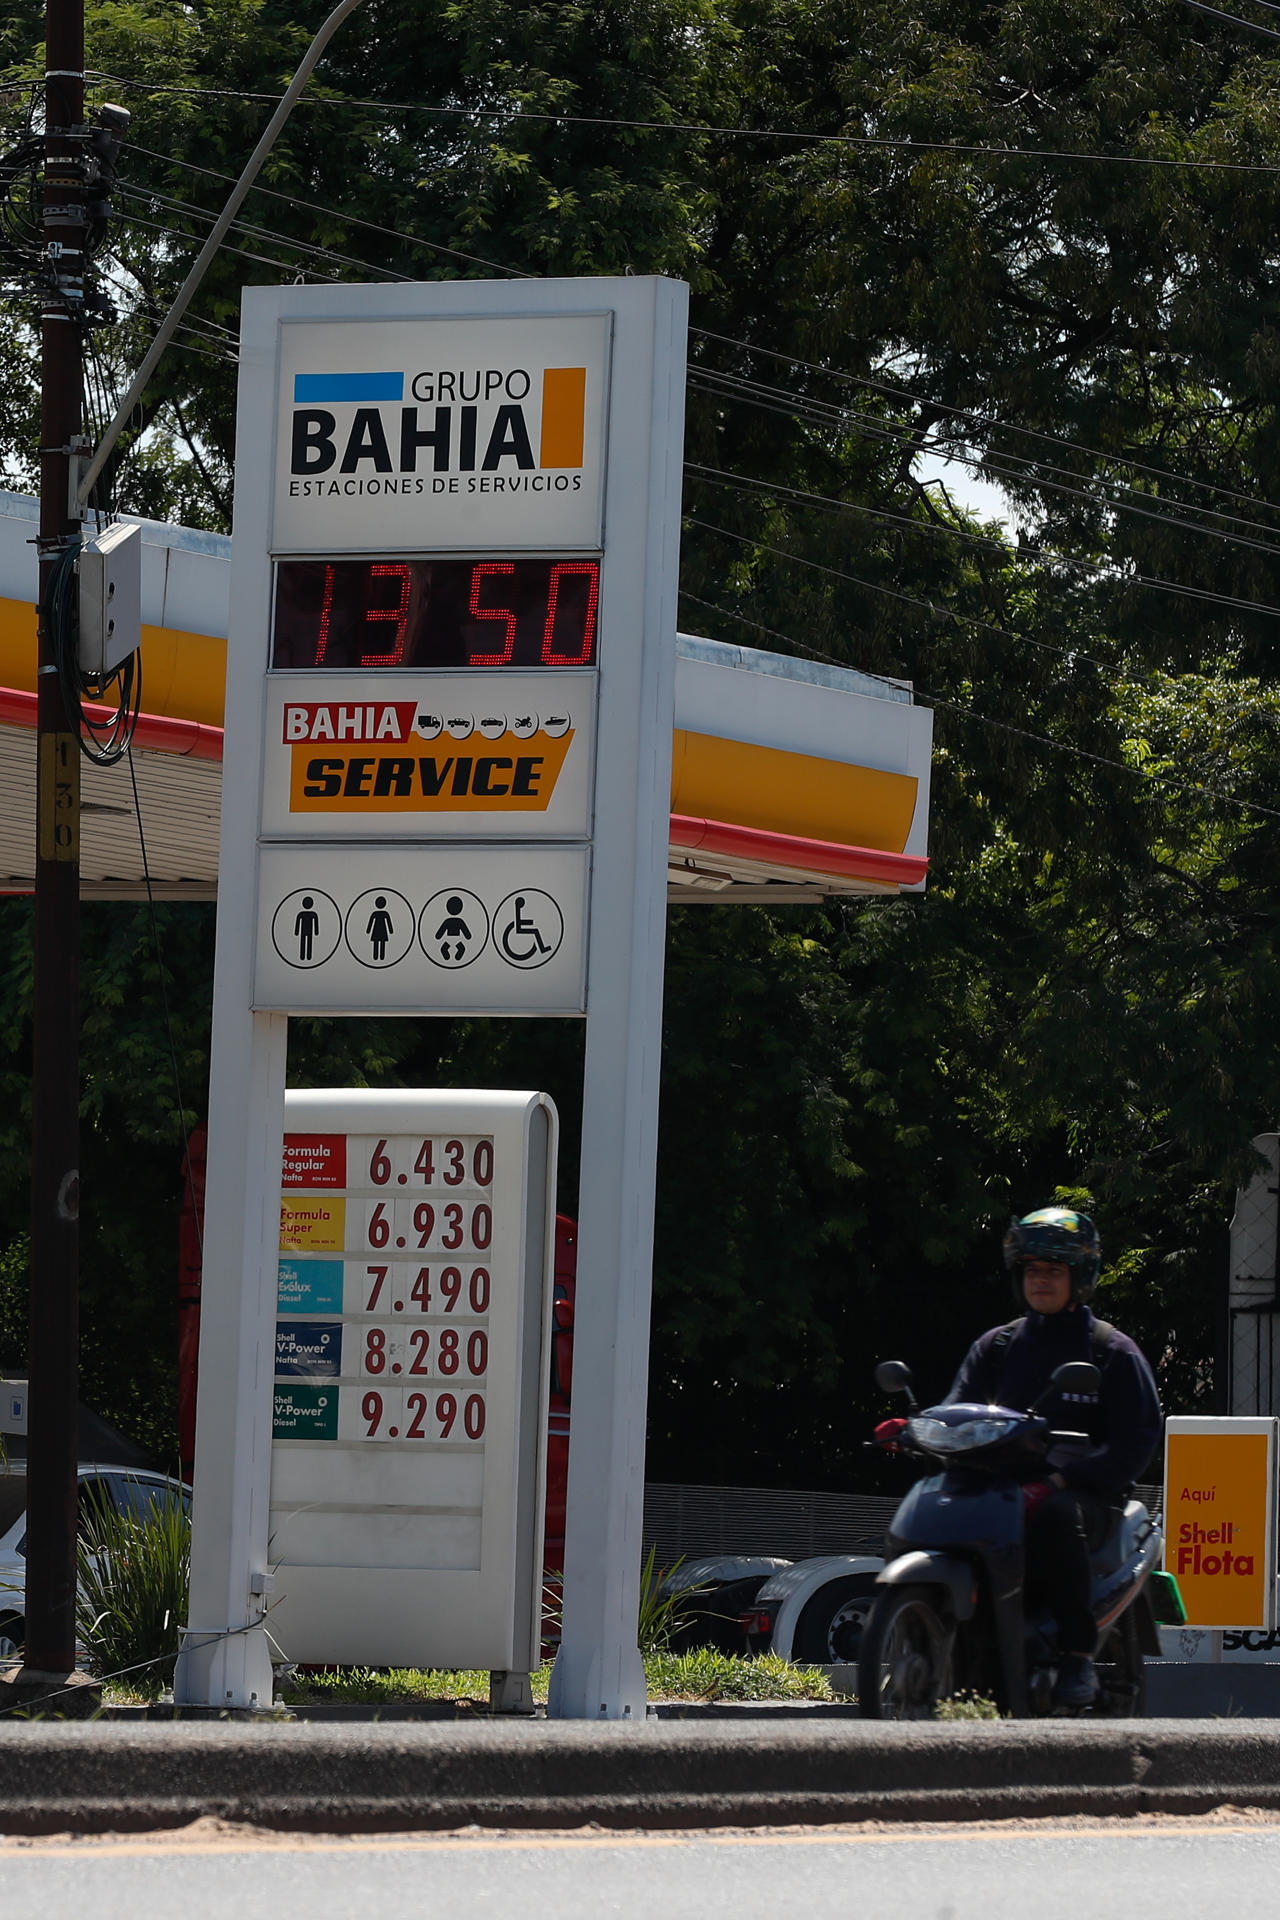 GRUPO
BAHIA
ESTACIONES DE SERVICIOS
13 50
BAHIA
SERVICE
130
Formula
Regular
Nafta
6.430
Formula
Super
Nafta
6.930
Shell
Evolux
Diesel
7.490
Shell
V-Power
Nafta
8.280
Shell
V-Power
Diesel
9.290
Aquí
Shell
Flota